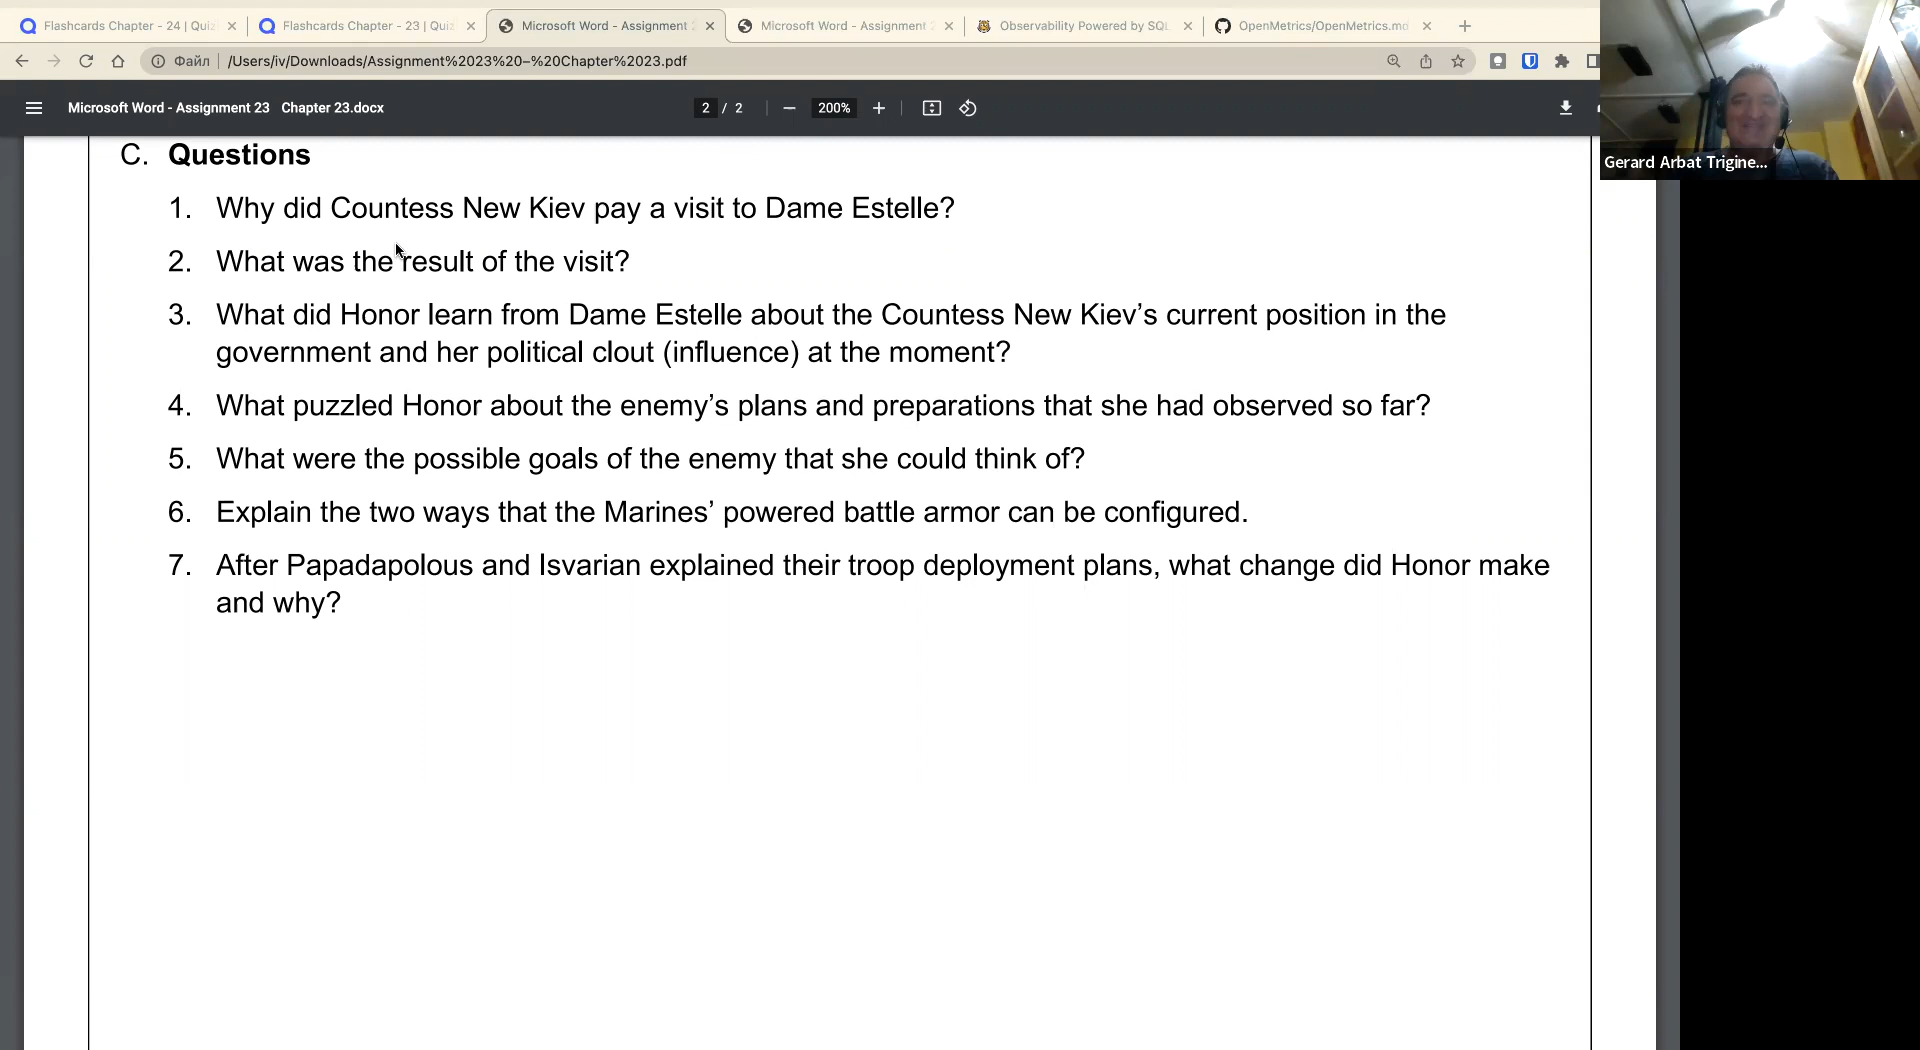 Flashcards Chapter - 24 | Quiz
Flashcards Chapter - 23 | Quiz
Microsoft Word - Assignment
Microsoft Word - Assignment
Observability Powered by SQL
OpenMetrics/OpenMetrics.md
Файл
/Users/iv/Downloads/Assignment%2023%20–%20Chapter%2023.pdf
Microsoft Word - Assignment 23 Chapter 23.docx
2 / 2
200%
Gerard Arbat Trigine...
C. Questions
1. Why did Countess New Kiev pay a visit to Dame Estelle?
2. What was the result of the visit?
3. What did Honor learn from Dame Estelle about the Countess New Kiev’s current position in the
government and her political clout (influence) at the moment?
4. What puzzled Honor about the enemy’s plans and preparations that she had observed so far?
5. What were the possible goals of the enemy that she could think of?
6. Explain the two ways that the Marines’ powered battle armor can be configured.
7. After Papadapolous and Isvarian explained their troop deployment plans, what change did Honor make
and why?